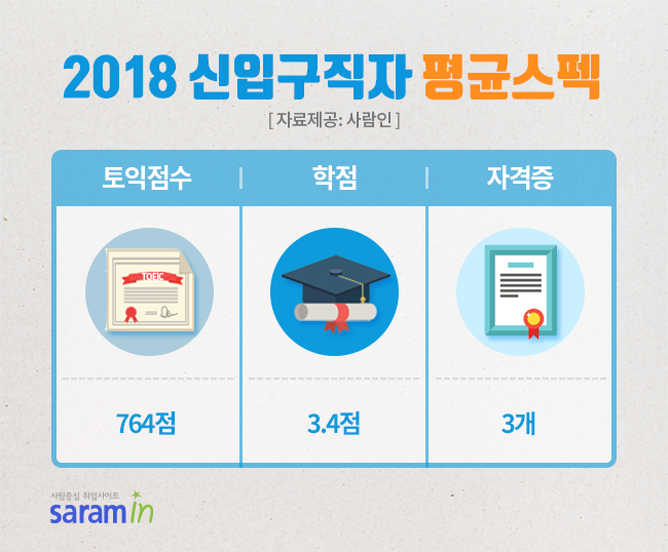 2018 신입구직자 평균스펙
[ 자료제공: 사람인 ]
토익점수 | 학점 | 자격증
TOEIC
764점 3.4점 3개
사람중심 취업사이트
saramin